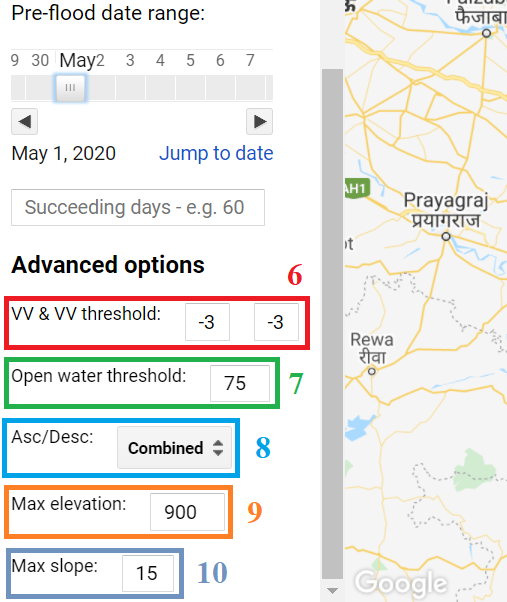 Pre-flood date range:
9 30 May 2 3 4 5 6 7
May 1, 2020 Jump to date
Succeeding days - e.g. 60
Advanced options
6
VV & VV threshold: -3 -3
Open water threshold: 75
7
Asc/Desc: Combined
8
Max elevation: 900
9
Max slope: 15
10
फैजाबा
AH1
Prayagraj
प्रयागराज
Rewa
रीवा
Google